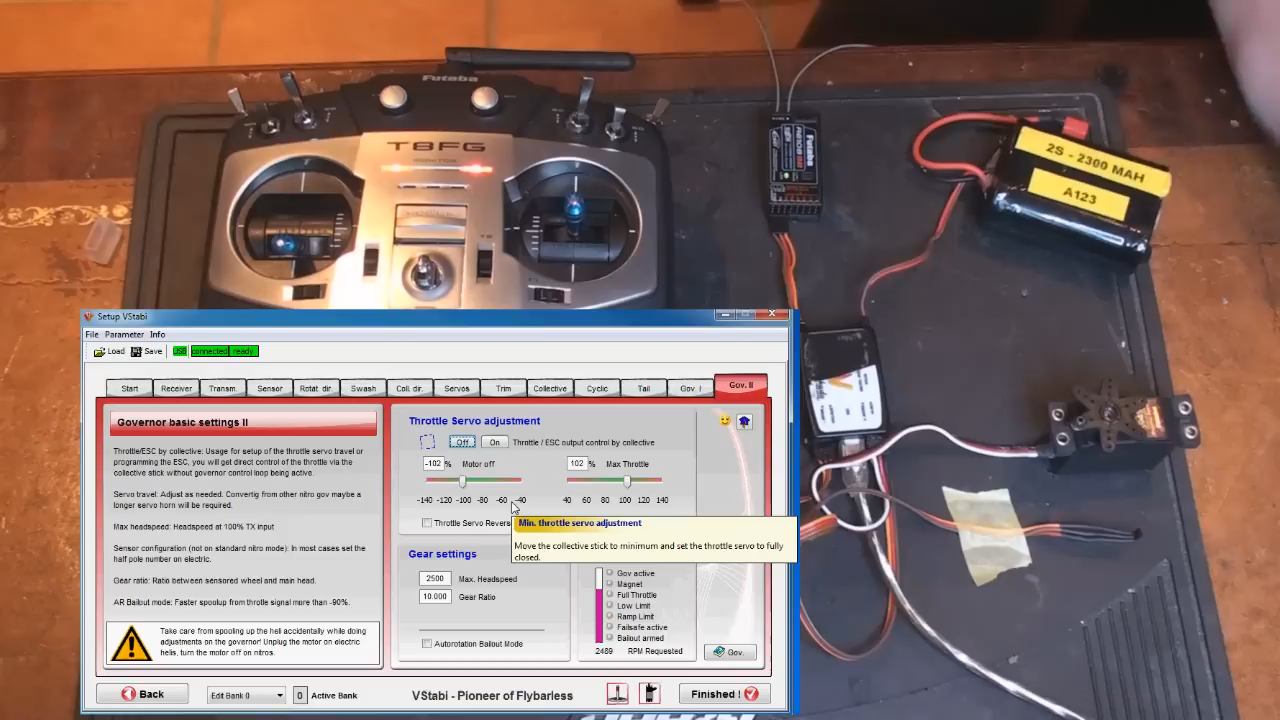 Futaba
T8FG
Futaba
2S - 2300 MAH
A123
Setup VStabi
File Parameter Info
Load Save USB connected ready
Start Receiver Transm. Sensor Rotat. dir. Swash Coll. dir. Servos Trim Collective Cyclic Tail Gov. I Gov. II
Governor basic settings II
Throttle/ESC by collective: Usage for setup of the throttle servo travel or
programming the ESC, you will get direct control of the throttle via the
collective stick without governor control loop being active.
Servo travel: Adjust as needed. Convertig from other nitro gov maybe a
longer servo horn will be required.
Max headspeed: Headspeed at 100% TX input
Sensor configuration (not on standard nitro mode): In most cases set the
half pole number on electric.
Gear ratio: Ratio between sensored wheel and main head.
AR Bailout mode: Faster spoolup from throtle signal more than -90%.
Take care from spooling up the heli accidentally while doing
adjustments on the governor! Unplug the motor on electric
helis, turn the motor off on nitros.
Throttle Servo adjustment
Off On Throttle / ESC output control by collective
-102 % Motor off 102 % Max Throttle
-140 -120 -100 -80 -60 -40 40 60 80 100 120 140
Throttle Servo Revers
Min. throttle servo adjustment
Move the collective stick to minimum and set the throttle servo to fully
closed.
Gear settings
2500 Max. Headspeed
10.000 Gear Ratio
Autorotation Bailout Mode
Gov active
Magnet
Full Throttle
Low Limit
Ramp Limit
Failsafe active
Bailout armed
2489 RPM Requested
Gov.
Back Edit Bank 0 0 Active Bank VStabi - Pioneer of Flybarless Finished !